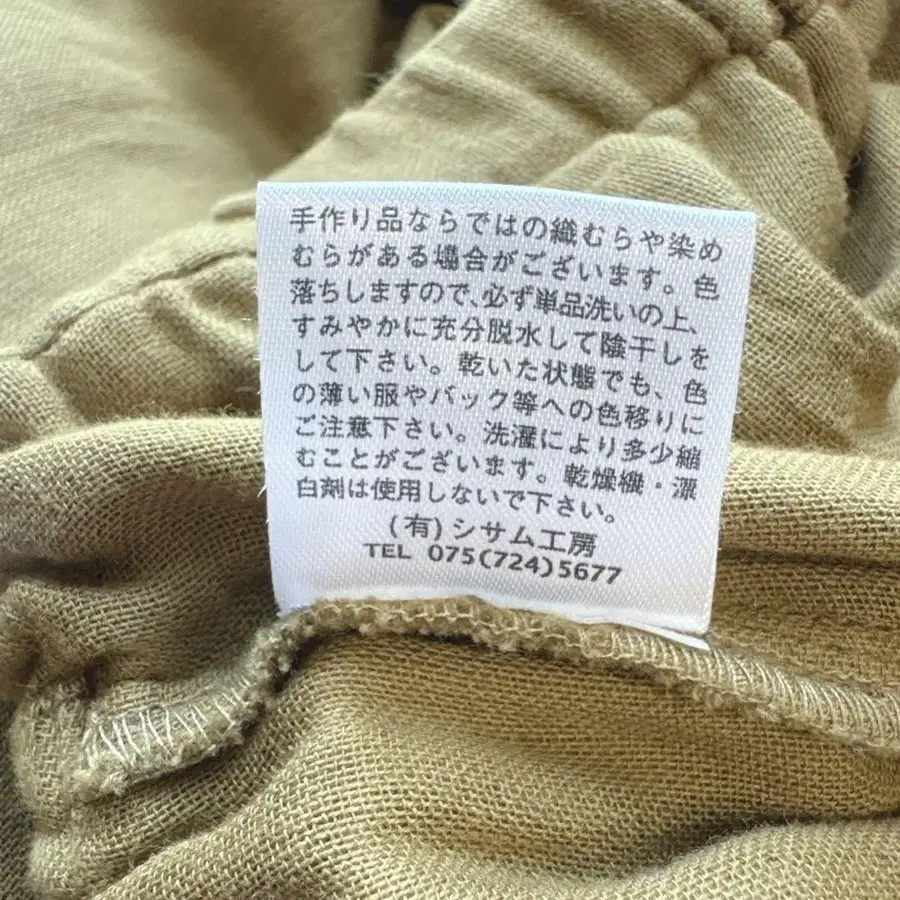 手作り品ならではの織むらや染め
むらがある場合がございます。色
落ちしますので、必ず単品洗いの上、
すみやかに充分脱水して陰干しを
して下さい。乾いた状態でも、色
の薄い服やバック等への色移りに
ご注意下さい。洗濯により多少縮
むことがございます。乾燥機・漂
白剤は使用しないで下さい。
(有)シサム工房
TEL 075(724)5677